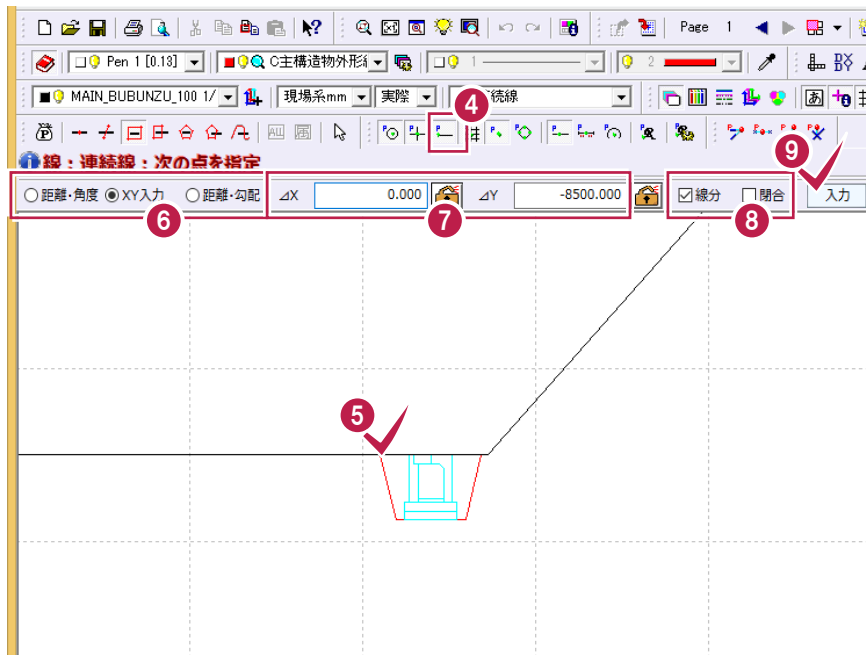 Page 1
Pen 1 [0.13] C主構造物外形 1 2
MAIN_BUBUNZU_100 1/ 現場系mm 実際 続線 あ
4
線：連続線：次の点を指定
9
距離・角度 XY入力 距離・勾配 ⊿X 0.000 ⊿Y -8500.000 線分 閉合 入力
6 7 8
5